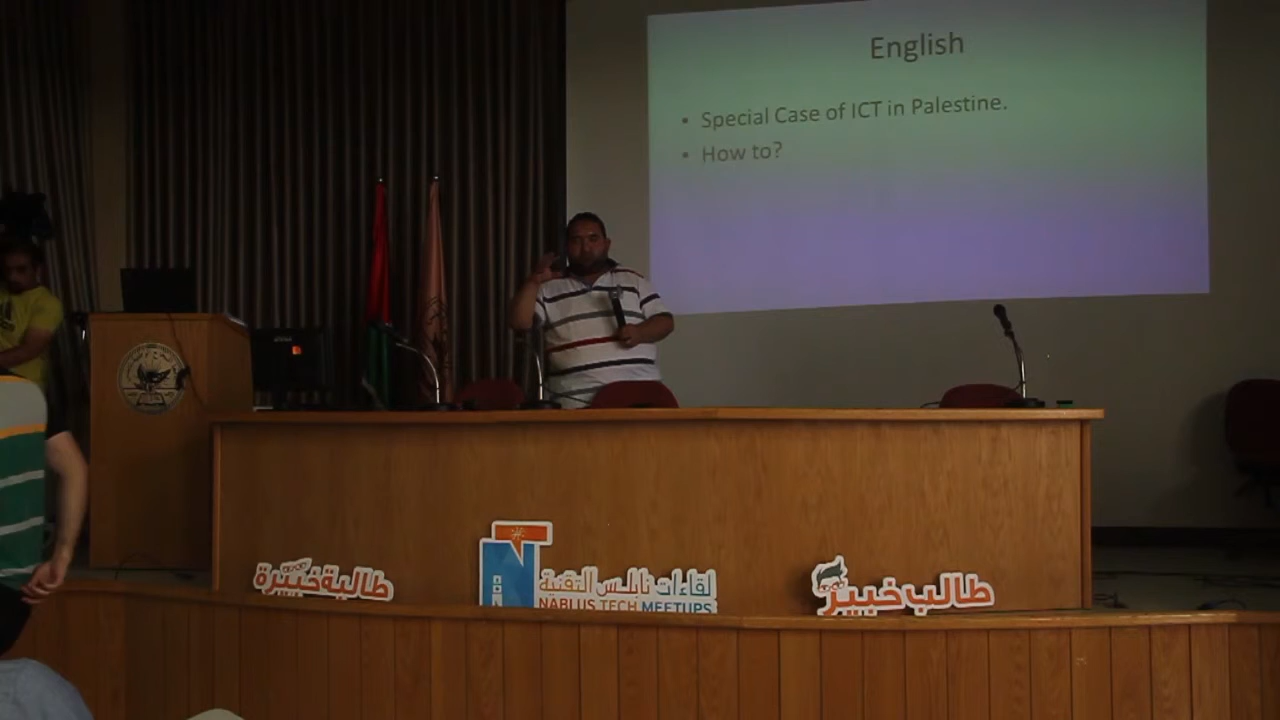 English
• Special Case of ICT in Palestine.
• How to?
طالبة خبيرة
لقاءات نابلس التقنية
NABLUS TECH MEETUPS
طالب خبير